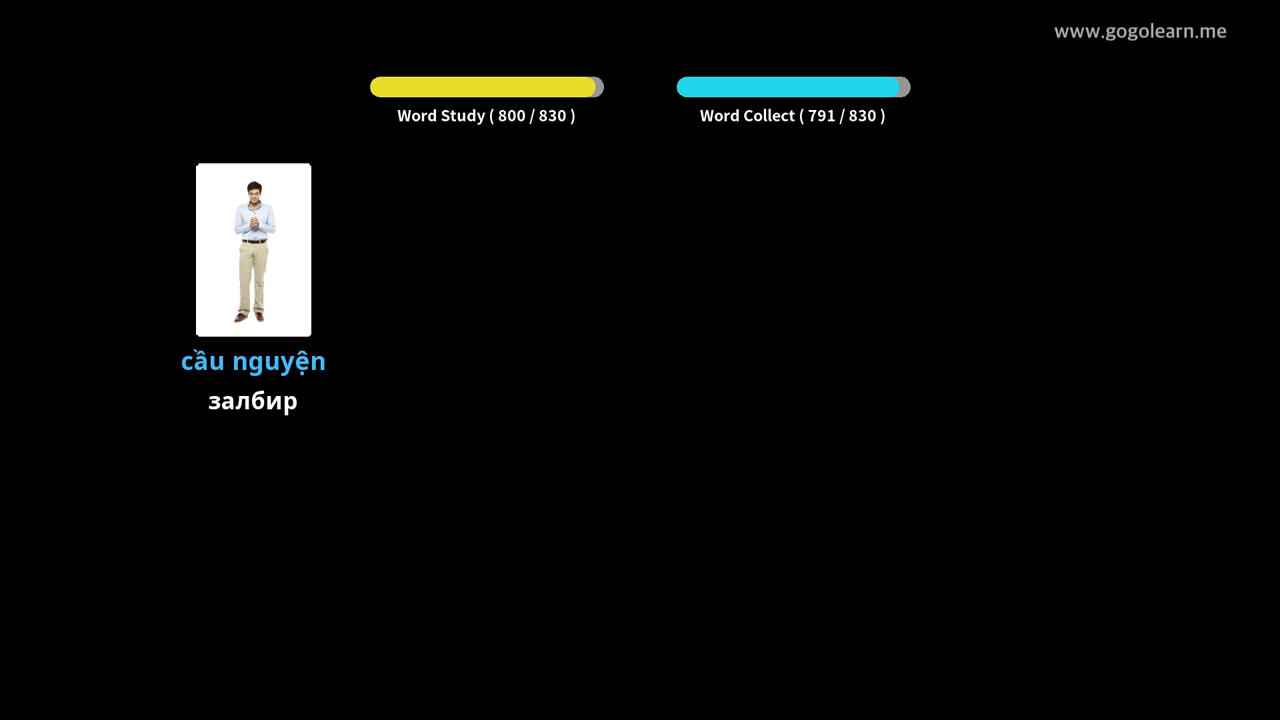 www.gogolearn.me
Word Study ( 800 / 830 )
Word Collect ( 791 / 830 )
cầu nguyện
залбир